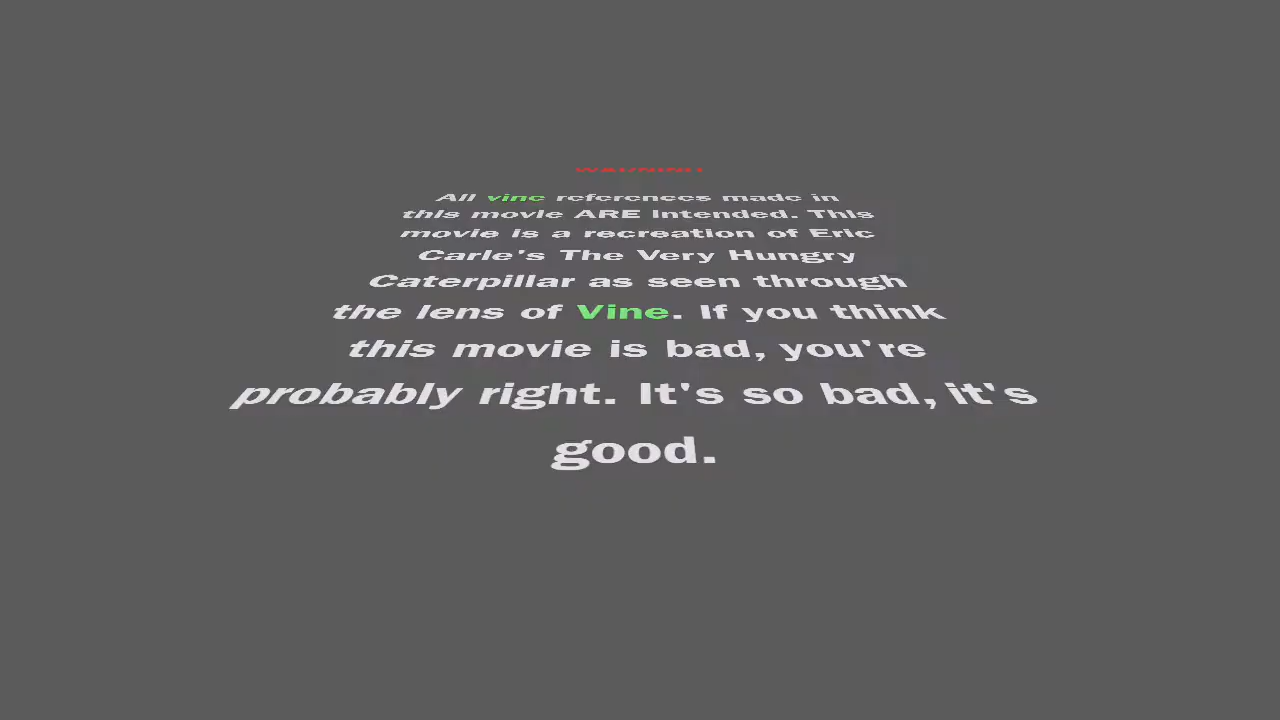 WARNING!
All vine references made in
this movie ARE intended. This
movie is a recreation of Eric
Carle's The Very Hungry
Caterpillar as seen through
the lens of Vine. If you think
this movie is bad, you're
probably right. It's so bad, it's
good.